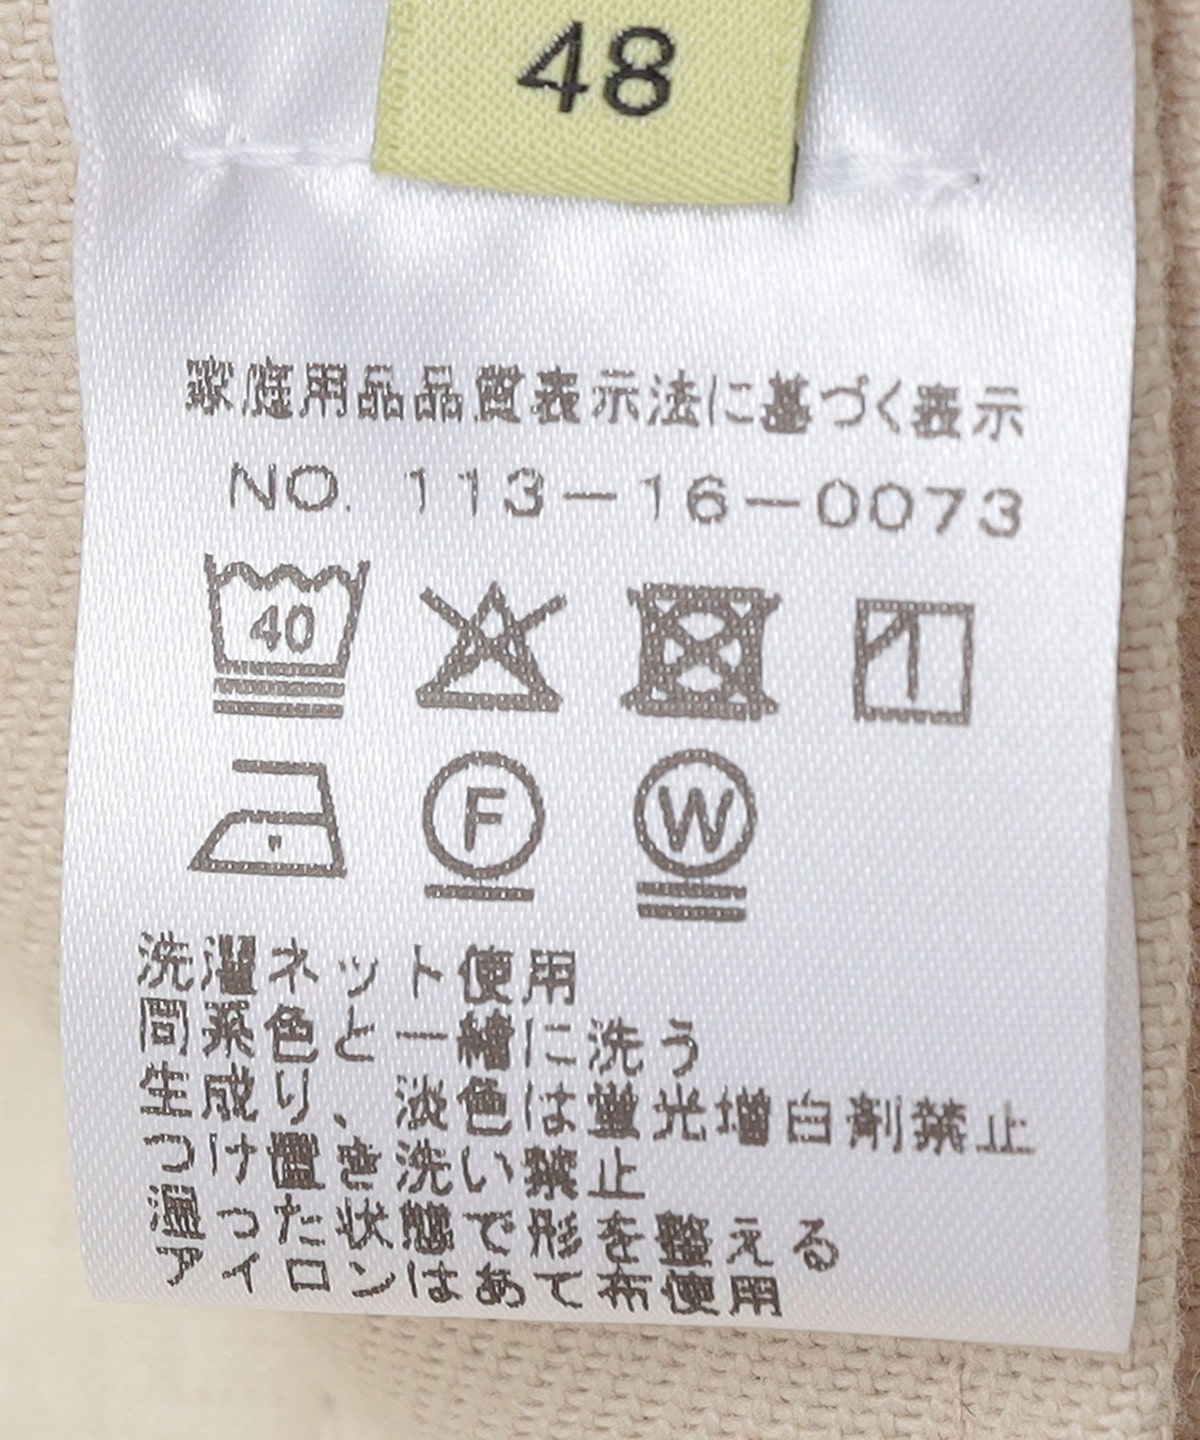 48
家庭用品品質表示法に基づく表示
NO. 113-16-0073
40
F W
洗濯ネット使用
同系色と一緒に洗う
生成り、淡色は蛍光増白剤禁止
つけ置き洗い禁止
湿った状態で形を整える
アイロンはあて布使用